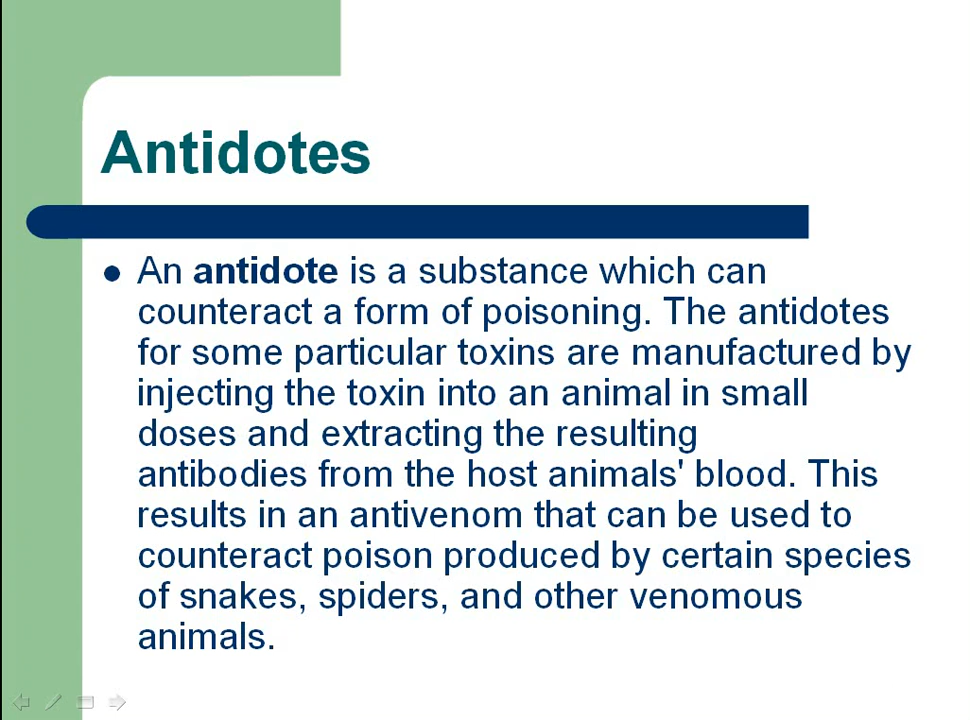 Antidotes
● An antidote is a substance which can
counteract a form of poisoning. The antidotes
for some particular toxins are manufactured by
injecting the toxin into an animal in small
doses and extracting the resulting
antibodies from the host animals' blood. This
results in an antivenom that can be used to
counteract poison produced by certain species
of snakes, spiders, and other venomous
animals.